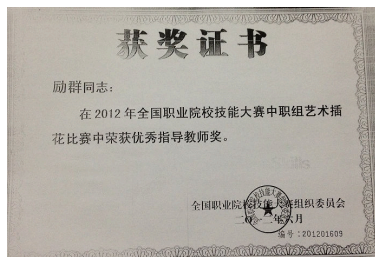 获奖证书
励群同志：
在2012年全国职业院校技能大赛中职组艺术插
花比赛中荣获优秀指导教师奖。
全国职业院校技能大赛组织委员会
二〇一二年六月
编号：201201609